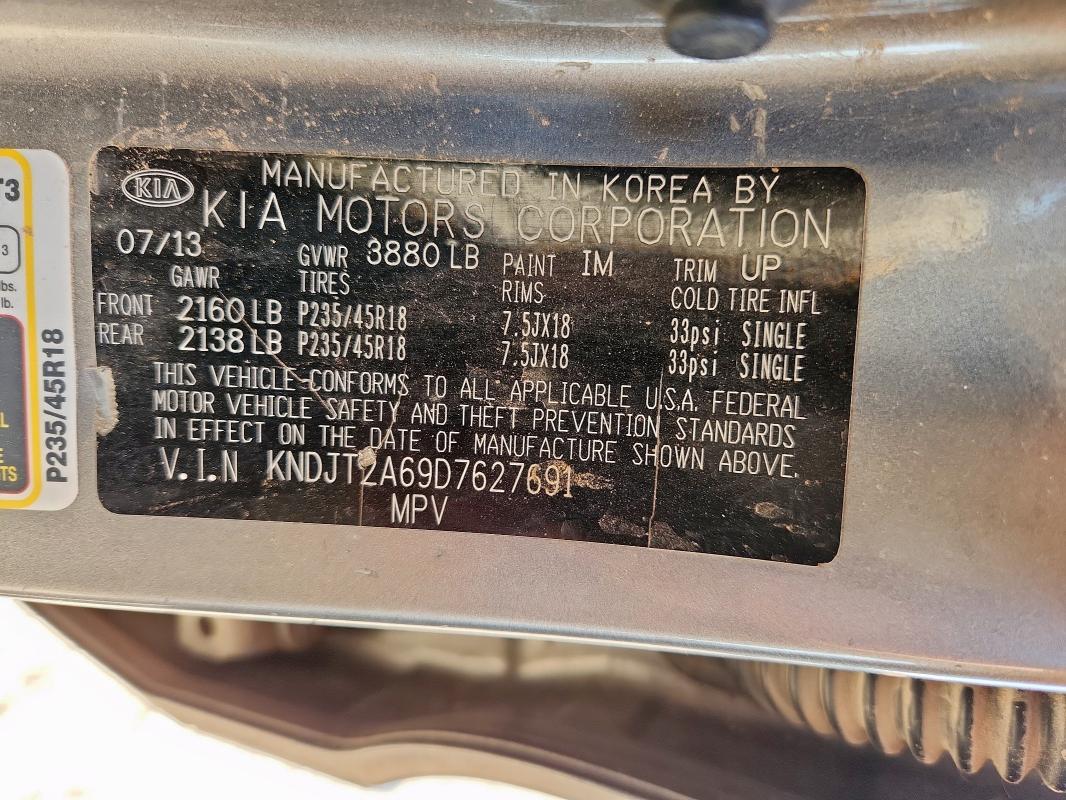 KIA
MANUFACTURED IN KOREA BY
KIA MOTORS CORPORATION
07/13 GVWR 3880 LB PAINT IM TRIM UP
GAWR TIRES RIMS COLD TIRE INFL
FRONT 2160 LB P235/45R18 7.5JX18 33psi SINGLE
REAR 2138 LB P235/45R18 7.5JX18 33psi SINGLE
THIS VEHICLE CONFORMS TO ALL APPLICABLE U.S.A. FEDERAL
MOTOR VEHICLE SAFETY AND THEFT PREVENTION STANDARDS
IN EFFECT ON THE DATE OF MANUFACTURE SHOWN ABOVE.
V.I.N KNDJT2A69D7627691
MPV
3
lbs.
lb.
P235/45R18